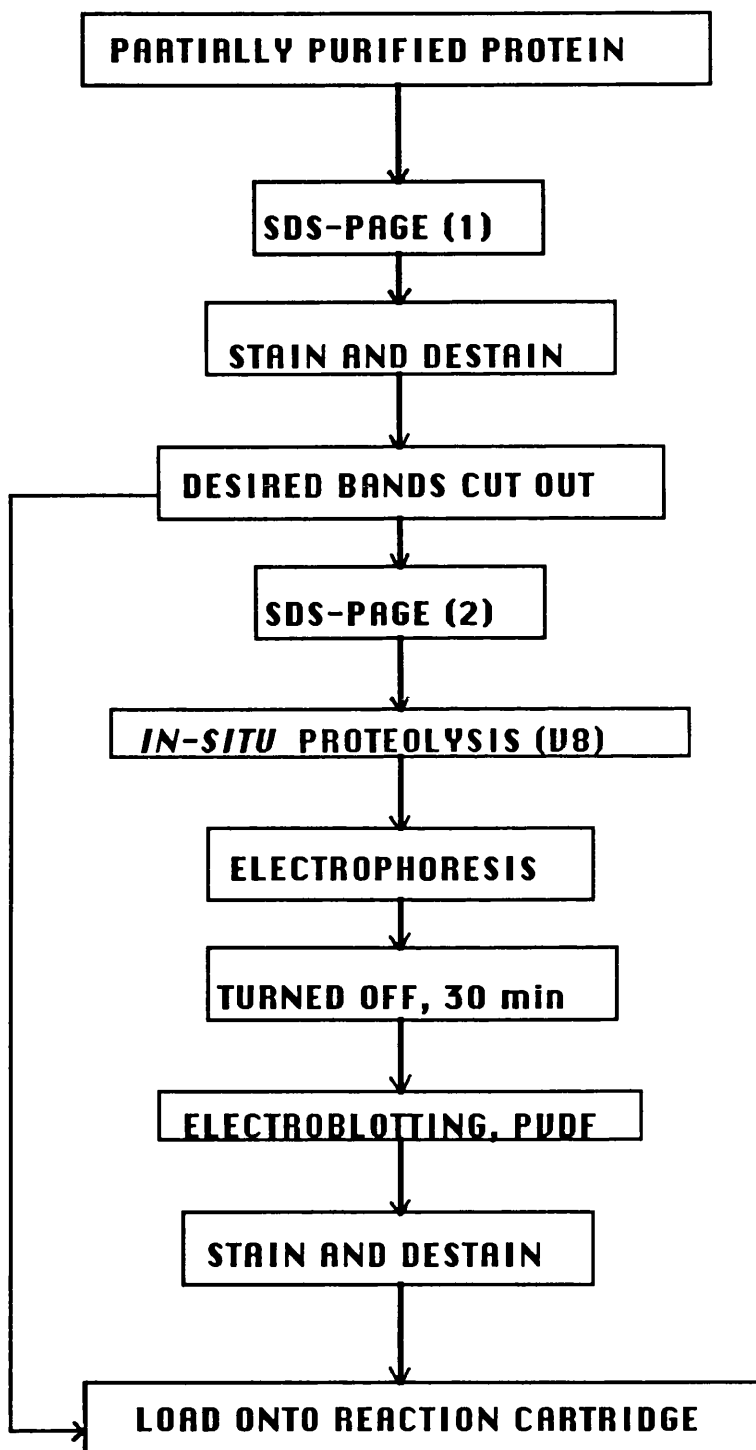 PARTIALLY PURIFIED PROTEIN
SDS-PAGE (1)
STAIN AND DESTAIN
DESIRED BANDS CUT OUT
SDS-PAGE (2)
IN-SITU PROTEOLYSIS (V8)
ELECTROPHORESIS
TURNED OFF, 30 min
ELECTROBLOTTING, PVDF
STAIN AND DESTAIN
LOAD ONTO REACTION CARTRIDGE